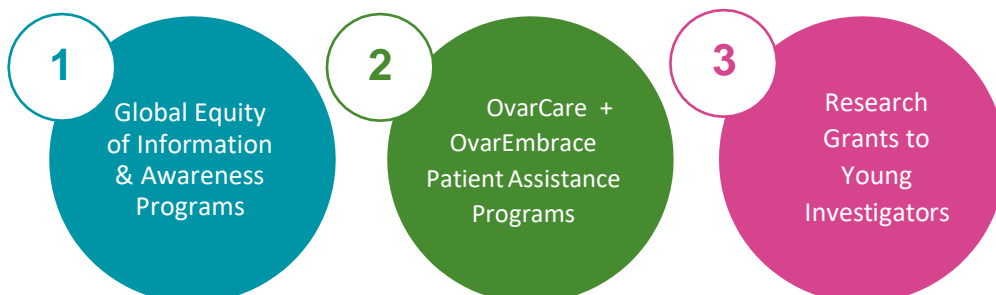 1
Global Equity
of Information
& Awareness
Programs
2
OvarCare +
OvarEmbrace
Patient Assistance
Programs
3
Research
Grants to
Young
Investigators